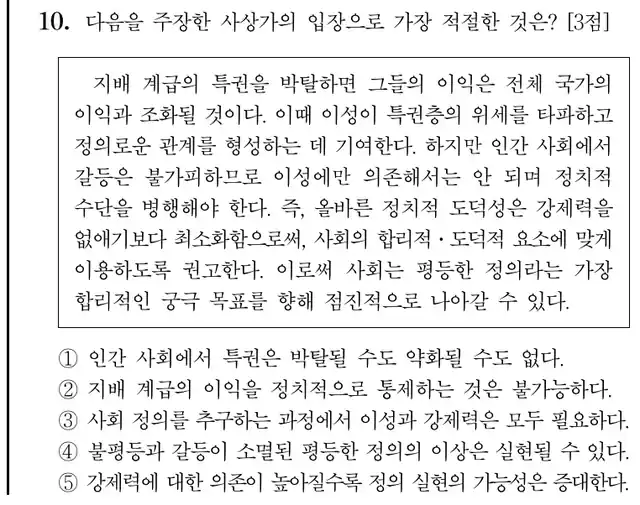 10. 다음을 주장한 사상가의 입장으로 가장 적절한 것은? [3점]
지배 계급의 특권을 박탈하면 그들의 이익은 전체 국가의
이익과 조화될 것이다. 이때 이성이 특권층의 위세를 타파하고
정의로운 관계를 형성하는 데 기여한다. 하지만 인간 사회에서
갈등은 불가피하므로 이성에만 의존해서는 안 되며 정치적
수단을 병행해야 한다. 즉, 올바른 정치적 도덕성은 강제력을
없애기보다 최소화함으로써, 사회의 합리적·도덕적 요소에 맞게
이용하도록 권고한다. 이로써 사회는 평등한 정의라는 가장
합리적인 궁극 목표를 향해 점진적으로 나아갈 수 있다.
① 인간 사회에서 특권은 박탈될 수도 약화될 수도 없다.
② 지배 계급의 이익을 정치적으로 통제하는 것은 불가능하다.
③ 사회 정의를 추구하는 과정에서 이성과 강제력은 모두 필요하다.
④ 불평등과 갈등이 소멸된 평등한 정의의 이상은 실현될 수 있다.
⑤ 강제력에 대한 의존이 높아질수록 정의 실현의 가능성은 증대한다.